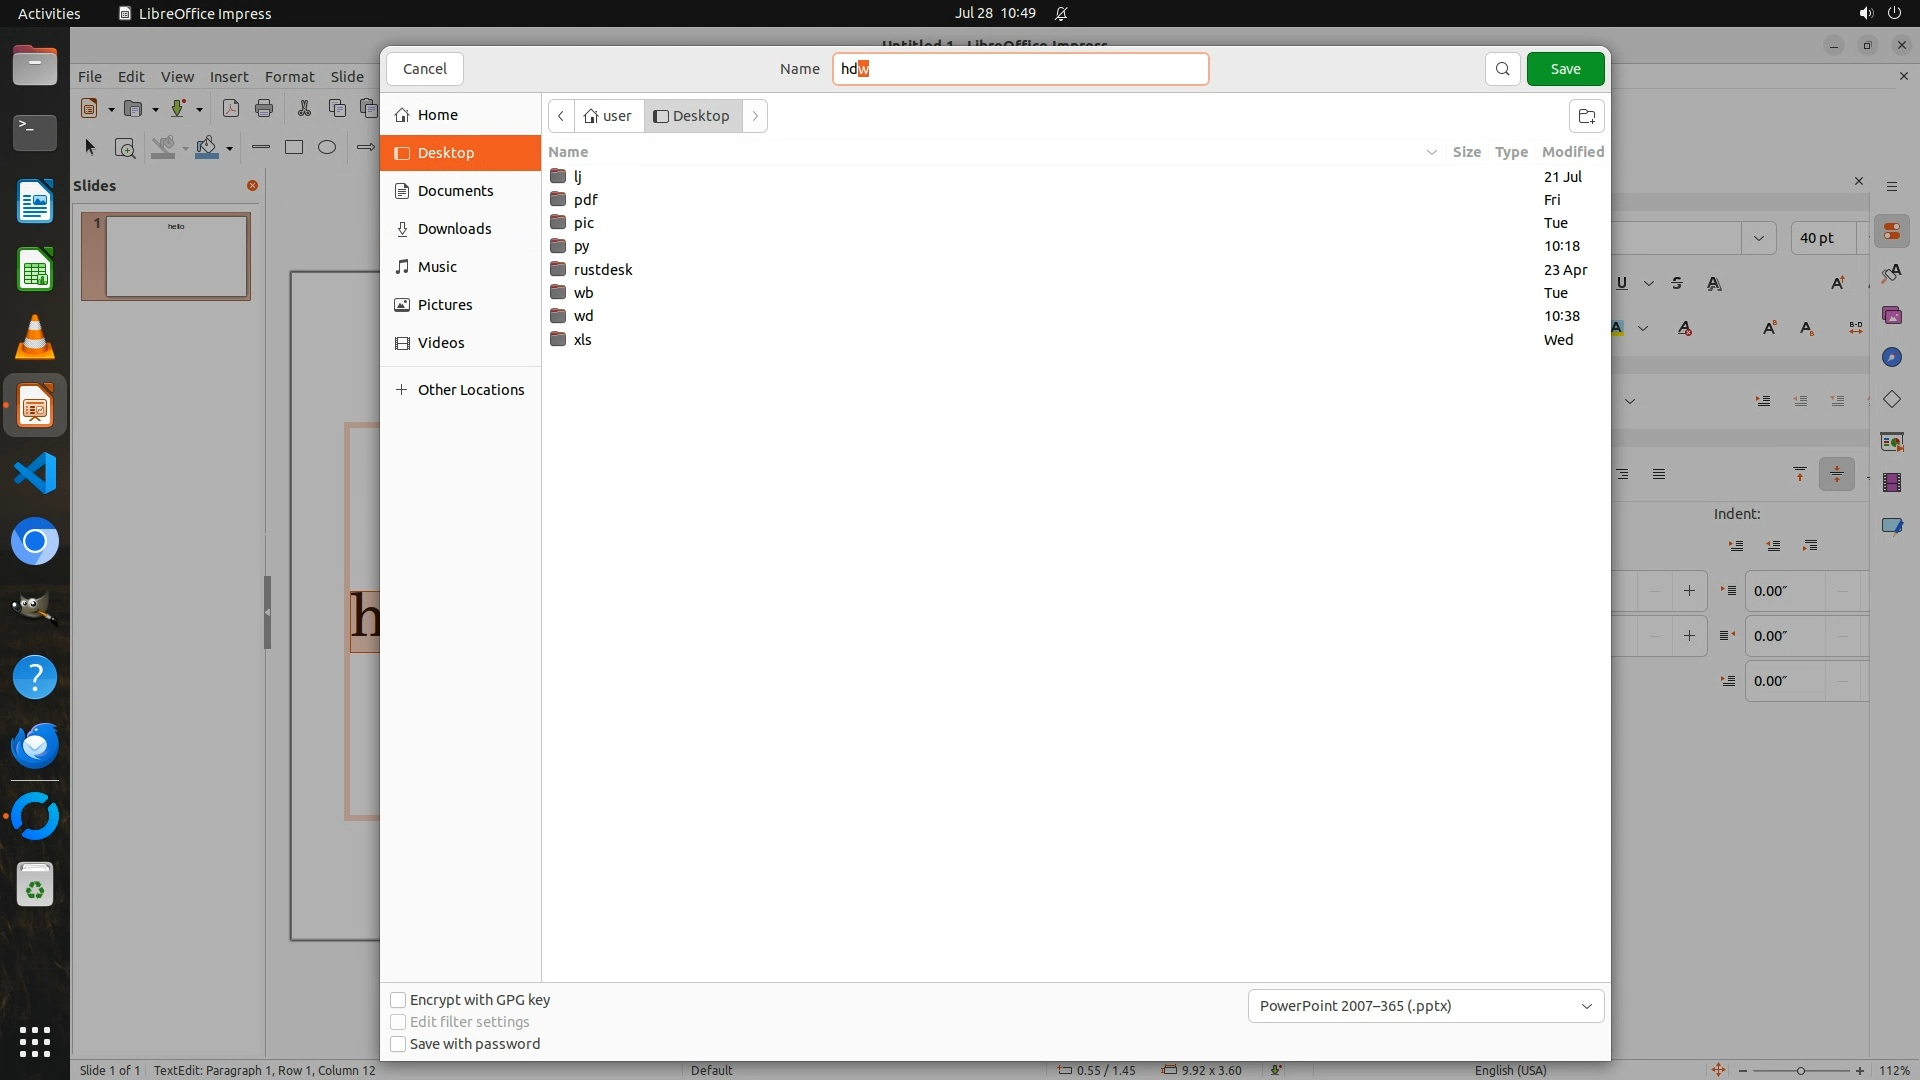 Activities
LibreOffice Impress
Jul 28 10:49
Cancel
Name
hdw
Save
File Edit View Insert Format Slide
Home
Desktop
Documents
Downloads
Music
Pictures
Videos
Other Locations
user
Desktop
Name
Size
Type
Modified
lj 21 Jul
pdf Fri
pic Tue
py 10:18
rustdesk 23 Apr
wb Tue
wd 10:38
xls Wed
Slides
1
hello
h
40 pt
Indent:
0.00″
0.00″
0.00″
Encrypt with GPG key
Edit filter settings
Save with password
PowerPoint 2007–365 (.pptx)
Slide 1 of 1
TextEdit: Paragraph 1, Row 1, Column 12
Default
0.55 / 1.45
9.92 x 3.60
English (USA)
112%